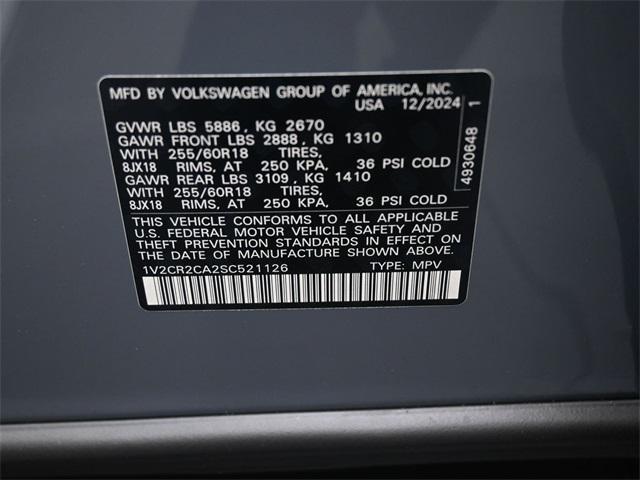 MFD BY VOLKSWAGEN GROUP OF AMERICA, INC.
USA 12/2024
GVWR LBS 5886, KG 2670
GAWR FRONT LBS 2888, KG 1310
WITH 255/60R18 TIRES,
8JX18 RIMS, AT 250 KPA, 36 PSI COLD
GAWR REAR LBS 3109, KG 1410
WITH 255/60R18 TIRES,
8JX18 RIMS, AT 250 KPA, 36 PSI COLD
THIS VEHICLE CONFORMS TO ALL APPLICABLE
U.S. FEDERAL MOTOR VEHICLE SAFETY AND
THEFT PREVENTION STANDARDS IN EFFECT ON
THE DATE OF MANUFACTURE SHOWN ABOVE.
1V2CR2CA2SC521126 TYPE: MPV
4930648 1